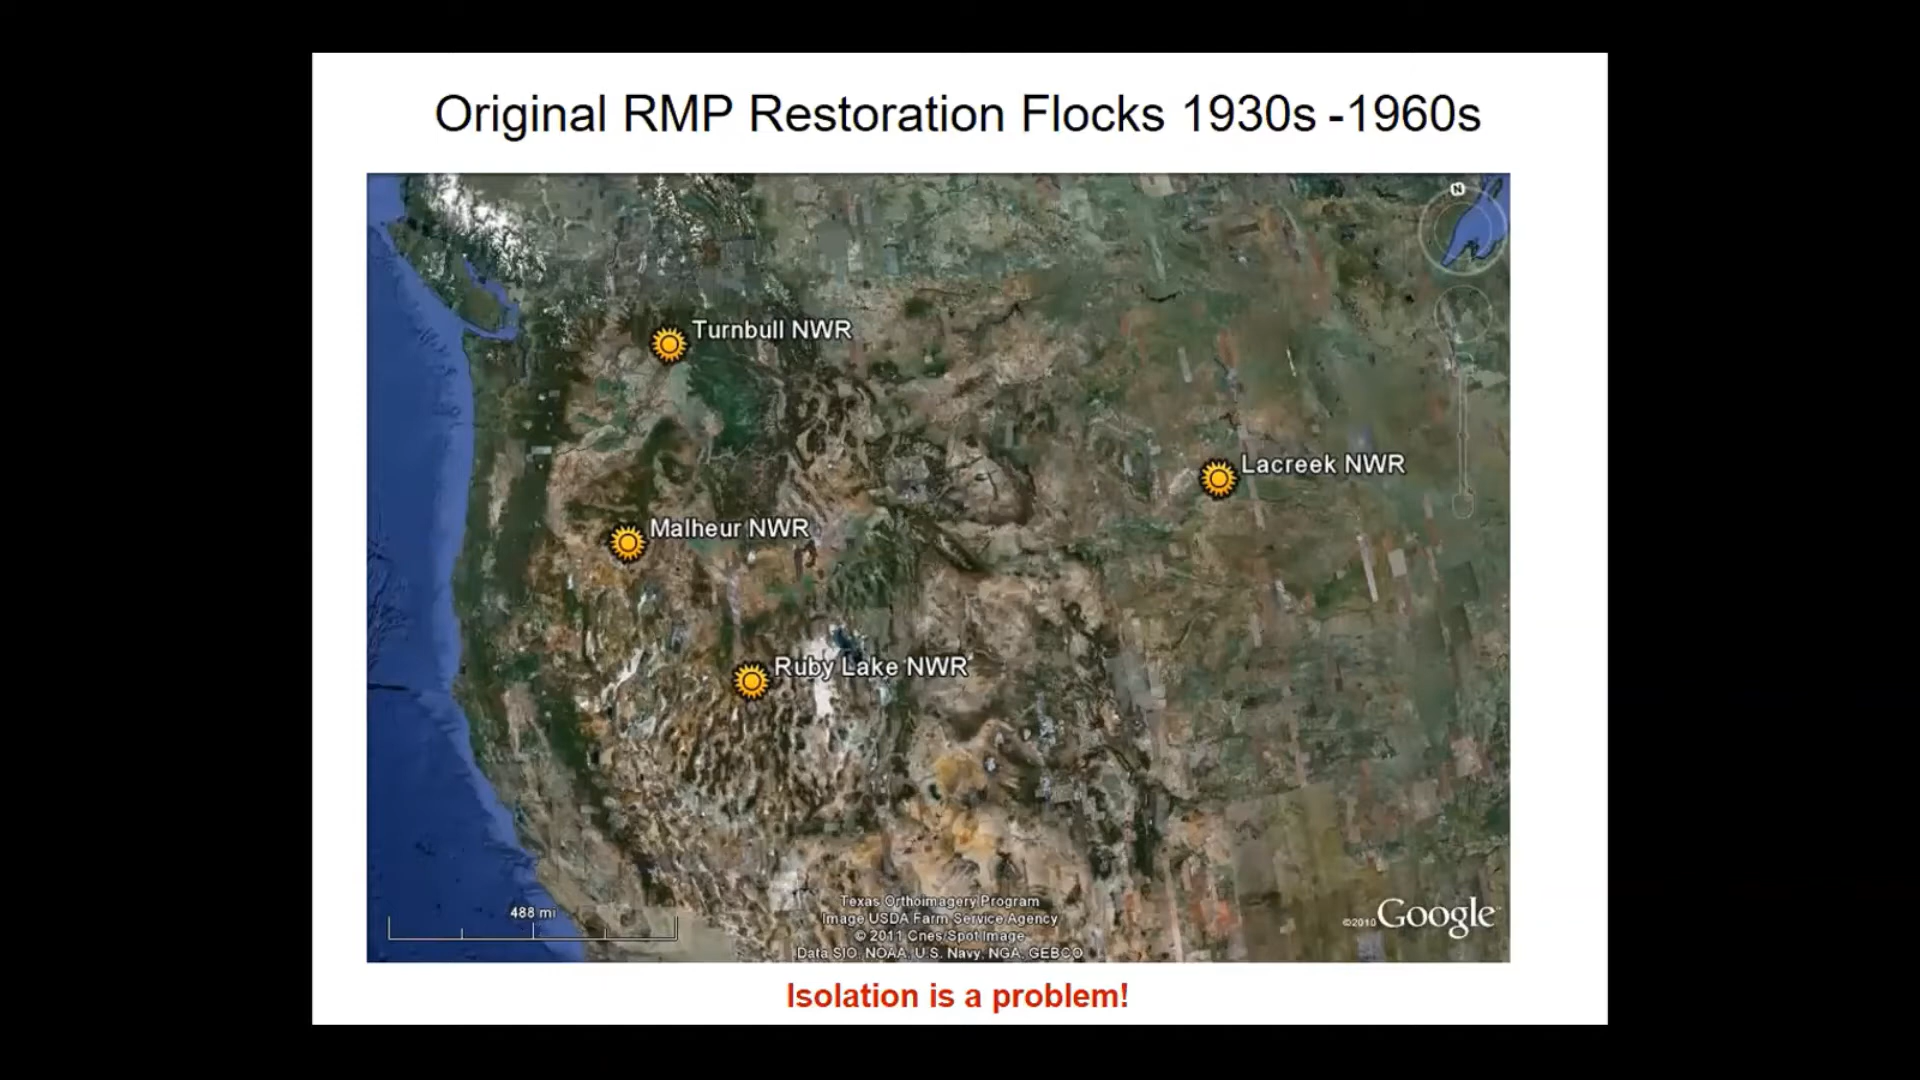 Original RMP Restoration Flocks 1930s -1960s
N
Turnbull NWR
Lacreek NWR
Malheur NWR
Ruby Lake NWR
488 mi
Texas Orthoimagery Program
Image USDA Farm Service Agency
© 2011 Cnes/Spot Image
Data SIO, NOAA, U.S. Navy, NGA, GEBCO
©2010 Google
Isolation is a problem!